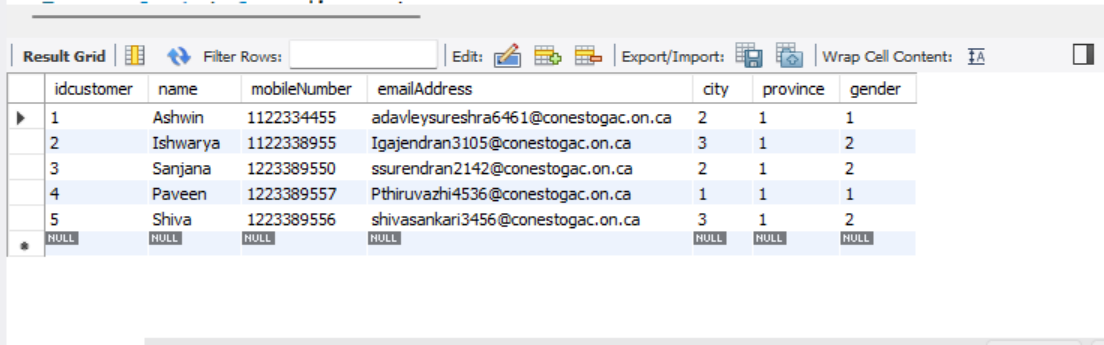 Result Grid Filter Rows: Edit: Export/Import: Wrap Cell Content: IA
idcustomer name mobileNumber emailAddress city province gender
1 Ashwin 1122334455 adavleysureshra6461@conestogac.on.ca 2 1 1
2 Ishwarya 1122338955 Igajendran3105@conestogac.on.ca 3 1 2
3 Sanjana 1223389550 ssurendran2142@conestogac.on.ca 2 1 2
4 Paveen 1223389557 Pthiruvazhi4536@conestogac.on.ca 1 1 1
5 Shiva 1223389556 shivasankari3456@conestogac.on.ca 3 1 2
NULL NULL NULL NULL NULL NULL NULL